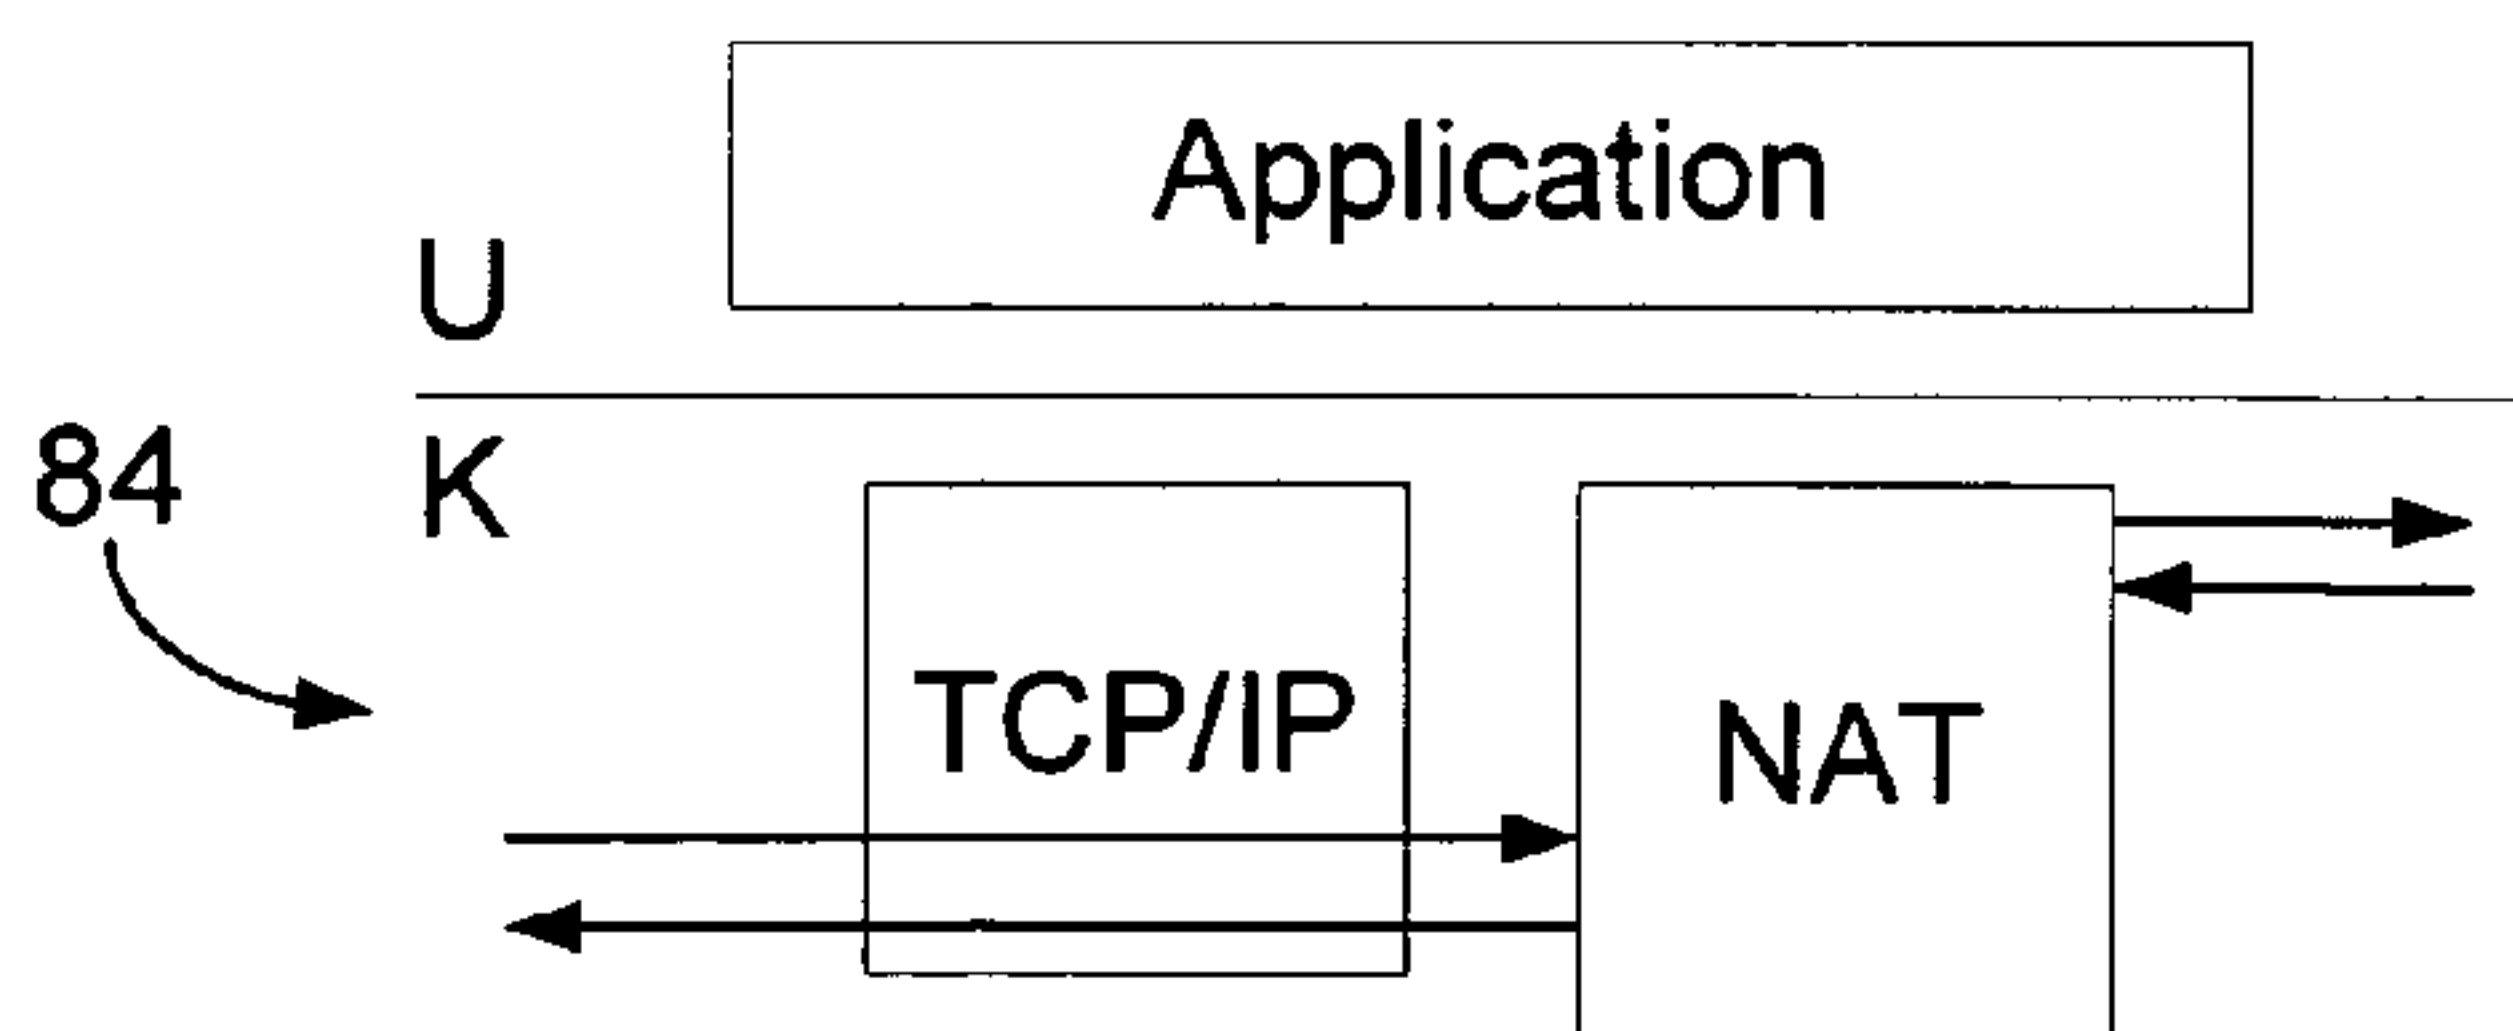 Application
U
84
K
TCP/IP
NAT